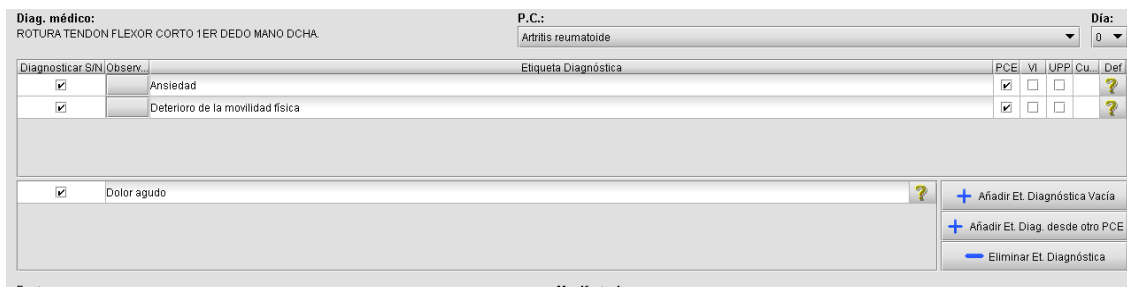 Diag. médico: P.C.: Día:
ROTURA TENDON FLEXOR CORTO 1ER DEDO MANO DCHA. Artritis reumatoide 0
Diagnosticar S/N Observ... Etiqueta Diagnóstica PCE VI UPP Cu... Def
Ansiedad
Deterioro de la movilidad física
Dolor agudo
Añadir Et. Diagnóstica Vacía
Añadir Et. Diag. desde otro PCE
Eliminar Et. Diagnóstica